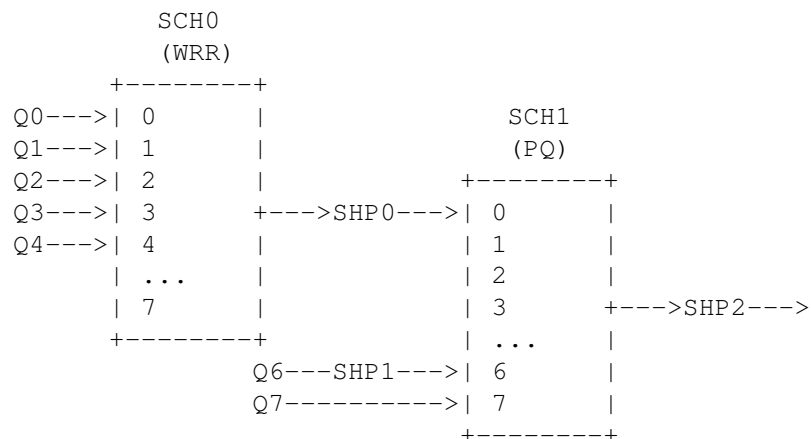 SCH0
            (WRR)
        +--------+
Q0--->| 0        |                SCH1
Q1--->| 1        |                (PQ)
Q2--->| 2        |             +--------+
Q3--->| 3        +--->SHP0--->| 0        |
Q4--->| 4        |             | 1        |
      | ...      |             | 2        |
      | 7        |             | 3        +--->SHP2--->
      +--------+               | ...      |
                Q6---SHP1--->| 6        |
                Q7---------->| 7        |
                               +--------+